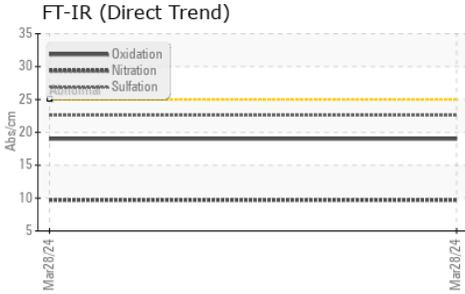 FT-IR (Direct Trend)
35
30
25
20
15
10
5
Abs/cm
Oxidation
Nitration
Sulfation
Abnormal
Mar28/24
Mar28/24